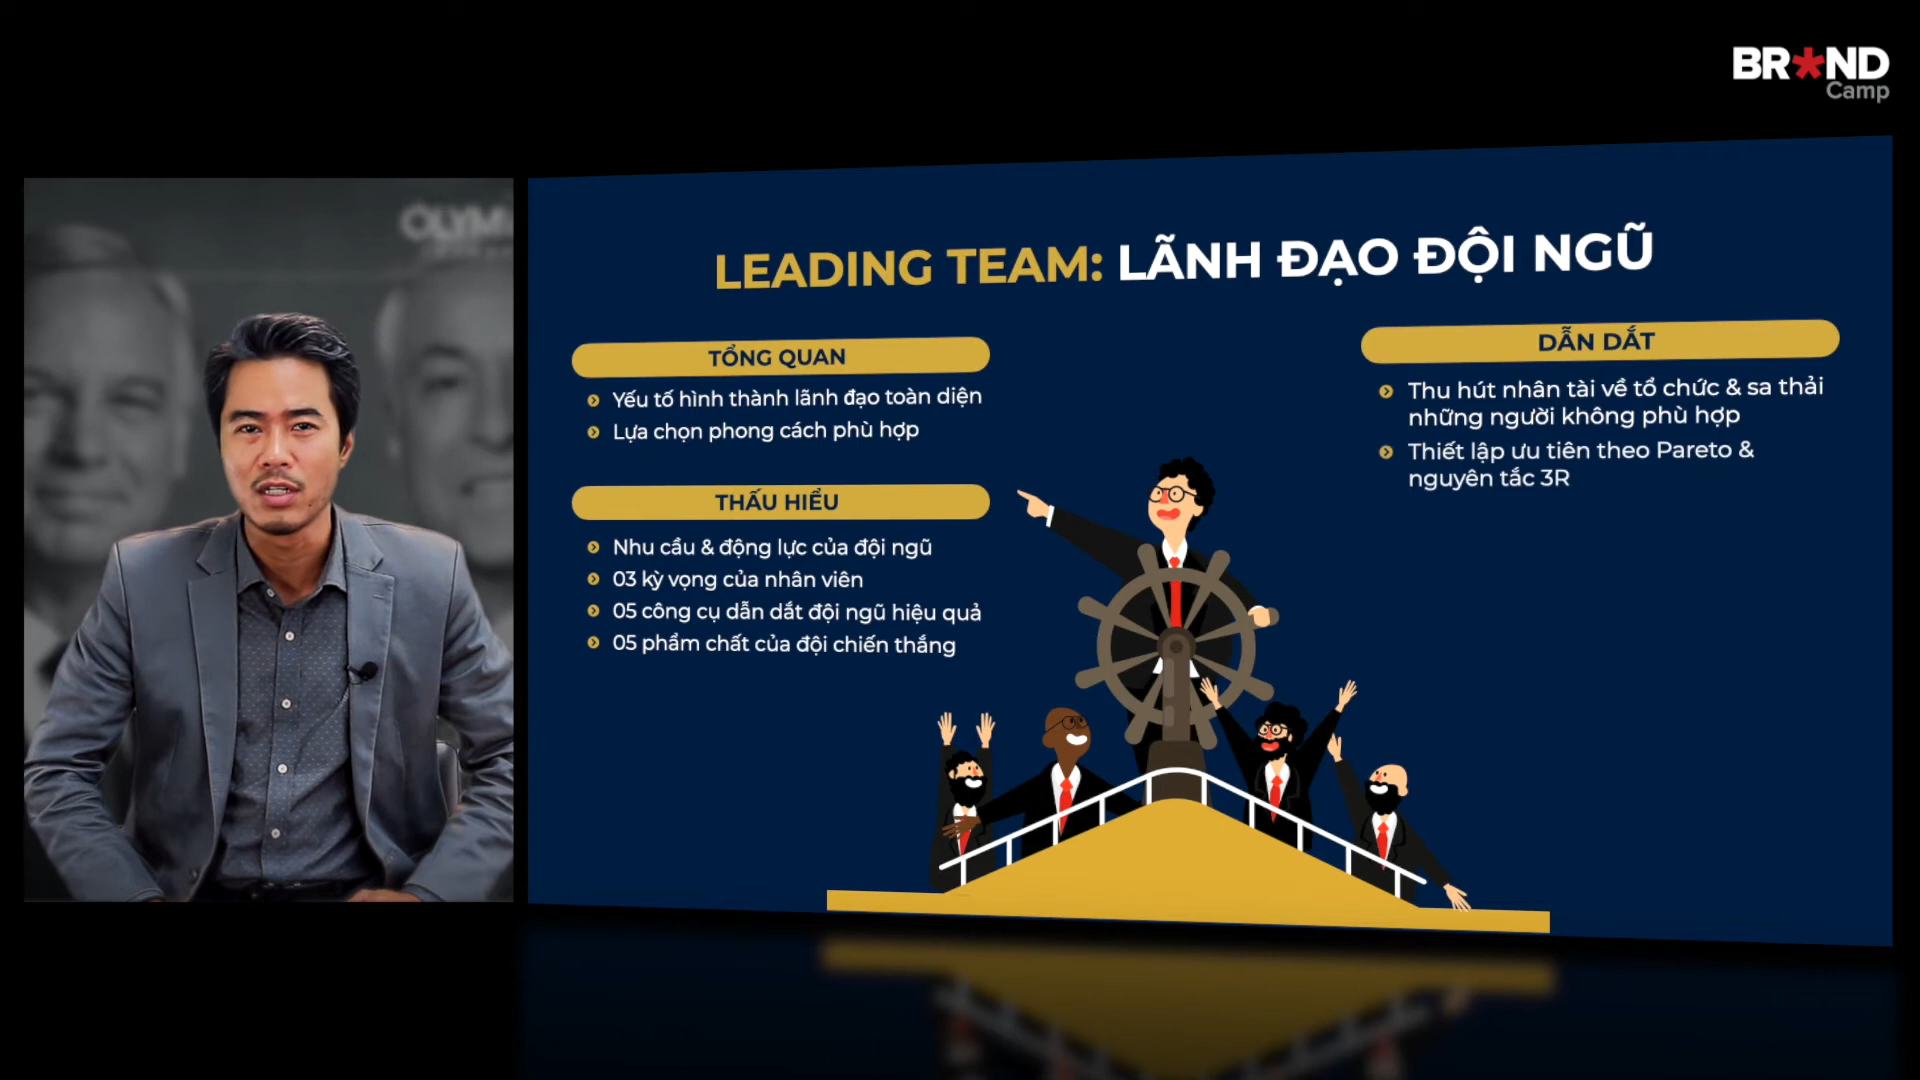 BR*ND
Camp
OLYM
LEADING TEAM: LÃNH ĐẠO ĐỘI NGŨ
TỔNG QUAN
Yếu tố hình thành lãnh đạo toàn diện
Lựa chọn phong cách phù hợp
THẤU HIỂU
Nhu cầu & động lực của đội ngũ
03 kỳ vọng của nhân viên
05 công cụ dẫn dắt đội ngũ hiệu quả
05 phẩm chất của đội chiến thắng
DẪN DẮT
Thu hút nhân tài về tổ chức & sa thải
những người không phù hợp
Thiết lập ưu tiên theo Pareto &
nguyên tắc 3R